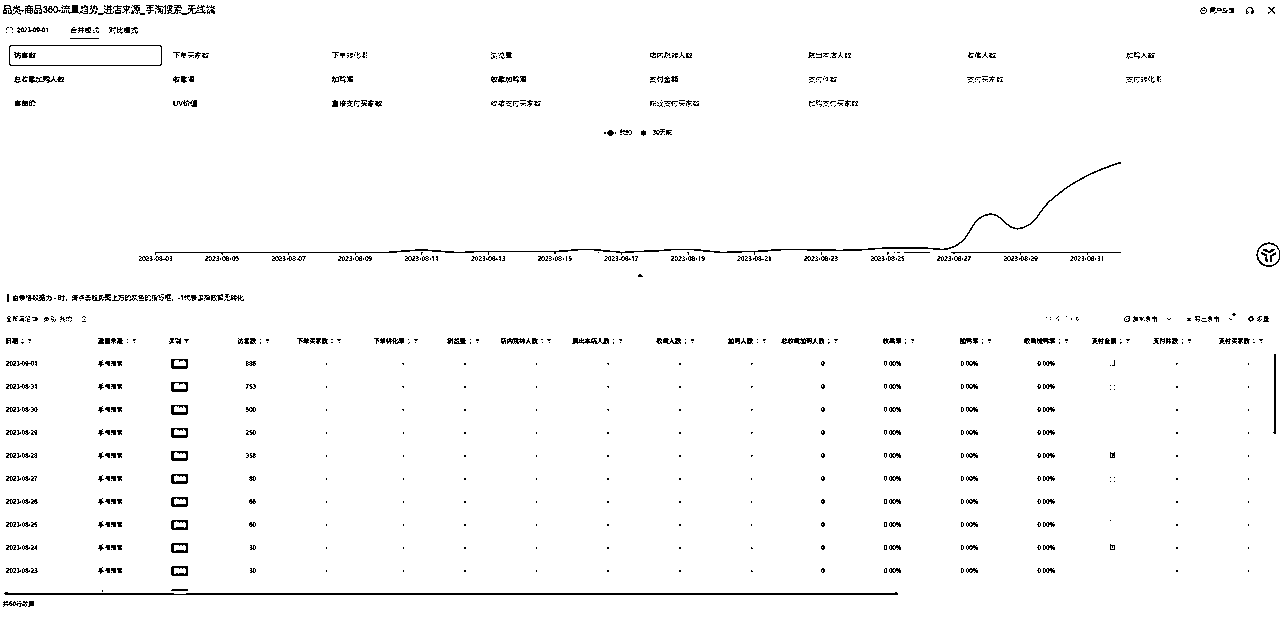 品类-商品360-流量趋势_进店来源_手淘搜索_无线端
2023-09-01 合并模式 对比模式
访客数 下单买家数 下单转化率 浏览量 店内跳转人数 跳出本店人数 收藏人数 加购人数
总收藏加购人数 收藏率 加购率 收藏加购率 支付金额 支付件数 支付买家数 支付转化率
客单价 UV价值 直接支付买家数 收藏支付买家数 粉丝支付买家数 加购支付买家数
2023-08-03 2023-08-05 2023-08-07 2023-08-09 2023-08-11 2023-08-13 2023-08-15 2023-08-17 2023-08-19 2023-08-21 2023-08-23 2023-08-25 2023-08-27 2023-08-29 2023-08-31
日期 流量来源 类别 访客数 下单买家数 下单转化率 浏览量 店内跳转人数 跳出本店人数 收藏人数 加购人数 总收藏加购人数 收藏率 加购率 收藏加购率 支付金额 支付件数 支付买家数
2023-09-01 手淘搜索 - - - - - - - 0 0.00% 0.00% 0.00% - -
2023-08-31 手淘搜索 753 - - - - - - - 0 0.00% 0.00% 0.00% - -
2023-08-30 手淘搜索 500 - - - - - - - 0 0.00% 0.00% 0.00% - -
2023-08-29 手淘搜索 250 - - - - - - - 0 0.00% 0.00% 0.00% - -
2023-08-28 手淘搜索 358 - - - - - - - 0 0.00% 0.00% 0.00% - -
2023-08-27 手淘搜索 80 - - - - - - - 0 0.00% 0.00% 0.00% - -
2023-08-26 手淘搜索 66 - - - - - - - 0 0.00% 0.00% 0.00% - -
2023-08-25 手淘搜索 60 - - - - - - - 0 0.00% 0.00% 0.00% - -
2023-08-24 手淘搜索 30 - - - - - - - 0 0.00% 0.00% 0.00% - -
2023-08-23 手淘搜索 30 - - - - - - - 0 0.00% 0.00% 0.00% - -
共60行数据